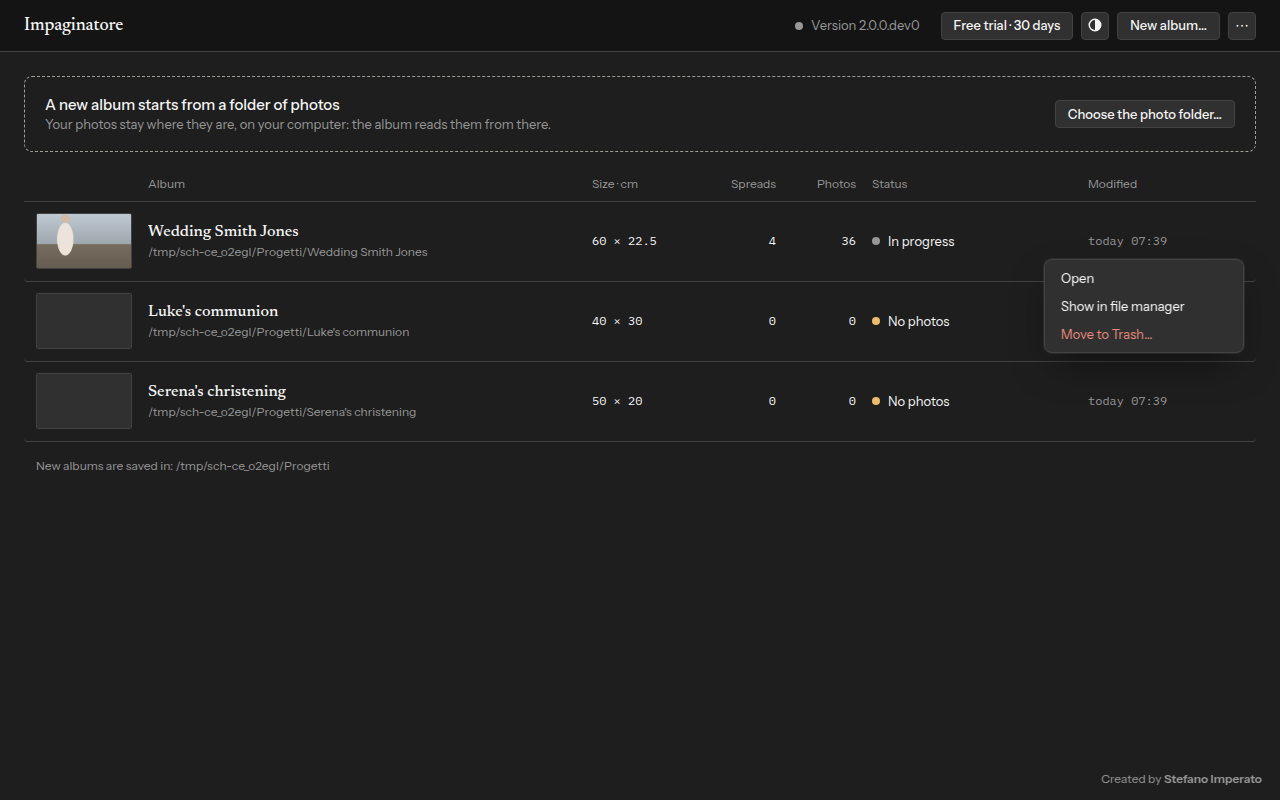 Impaginatore
Version 2.0.0.dev0
Free trial · 30 days
New album…
A new album starts from a folder of photos
Your photos stay where they are, on your computer: the album reads them from there.
Choose the photo folder…
Album Size · cm Spreads Photos Status Modified
Wedding Smith Jones
/tmp/sch-ce_o2egl/Progetti/Wedding Smith Jones
60 × 22.5 4 36 In progress today 07:39
Open
Show in file manager
Move to Trash…
Luke's communion
/tmp/sch-ce_o2egl/Progetti/Luke's communion
40 × 30 0 0 No photos
Serena's christening
/tmp/sch-ce_o2egl/Progetti/Serena's christening
50 × 20 0 0 No photos today 07:39
New albums are saved in: /tmp/sch-ce_o2egl/Progetti
Created by Stefano Imperato